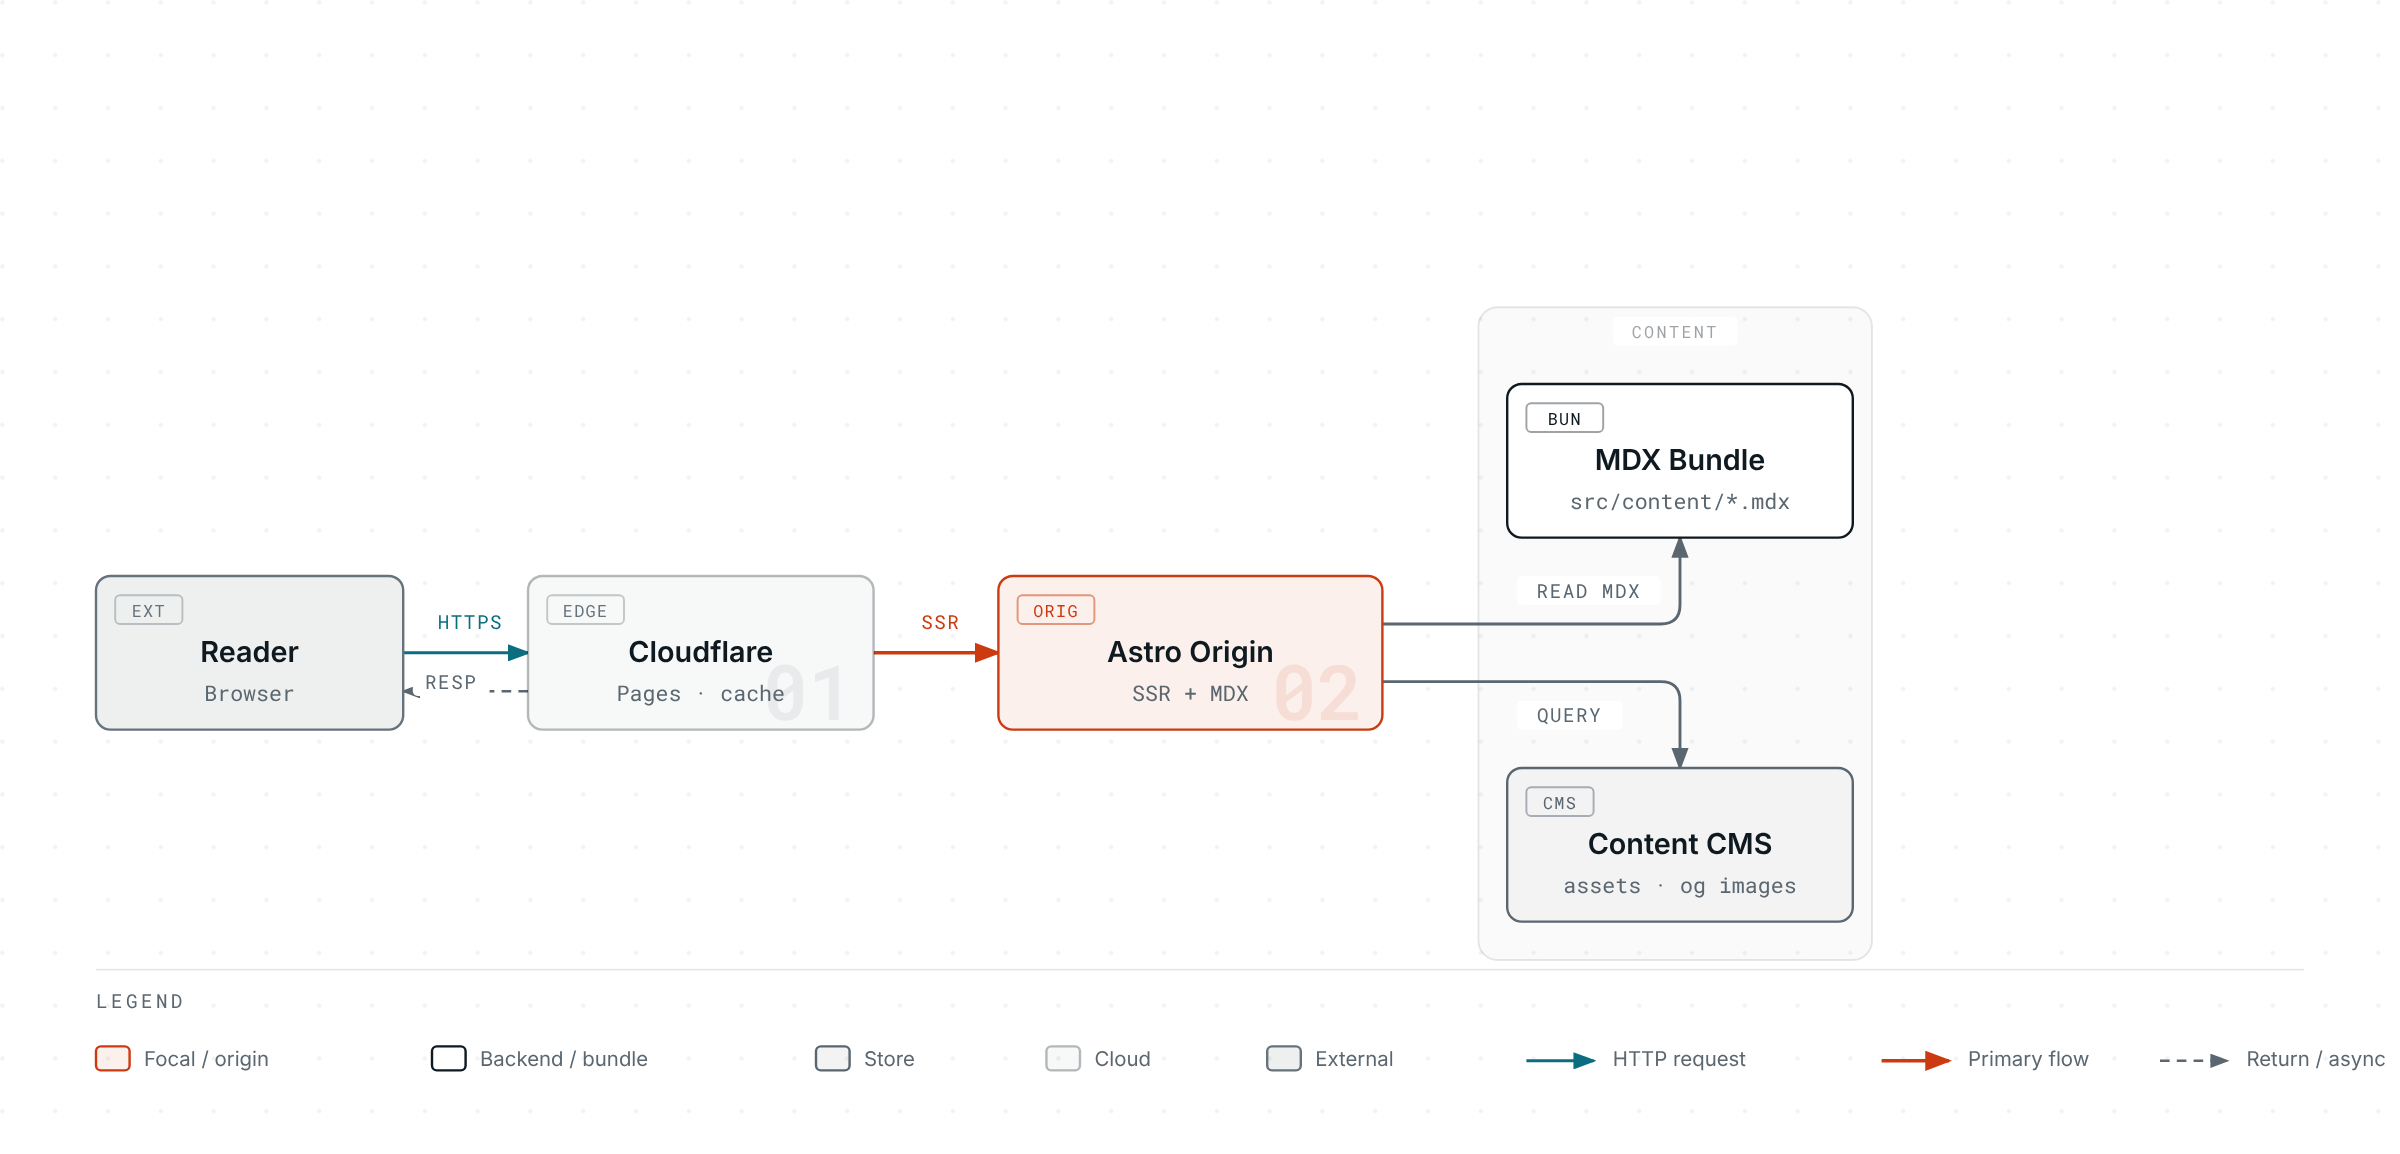 CONTENT
BUN
MDX Bundle
src/content/*.mdx
READ MDX
EXT
Reader
Browser
HTTPS
RESP
EDGE
Cloudflare
Pages · cache
01
SSR
ORIG
Astro Origin
SSR + MDX
02
QUERY
CMS
Content CMS
assets · og images
LEGEND
Focal / origin
Backend / bundle
Store
Cloud
External
HTTP request
Primary flow
Return / async